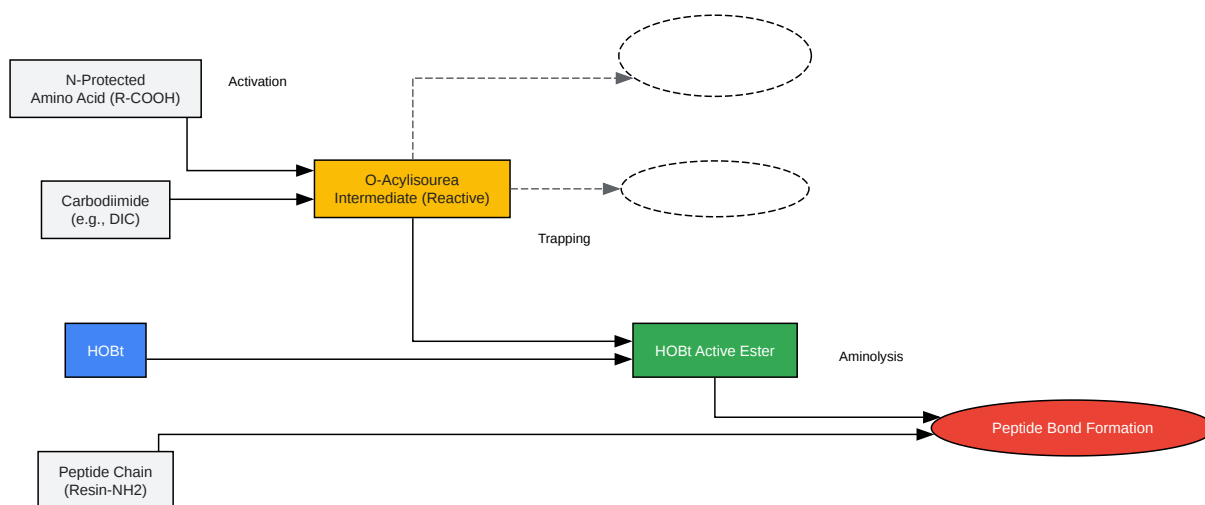 N-Protected
Amino Acid (R-COOH)
Activation
O-Acylisourea
Intermediate (Reactive)
Carbodiimide
(e.g., DIC)
Trapping
HOBt
HOBt Active Ester
Aminolysis
Peptide Bond Formation
Peptide Chain
(Resin-NH2)